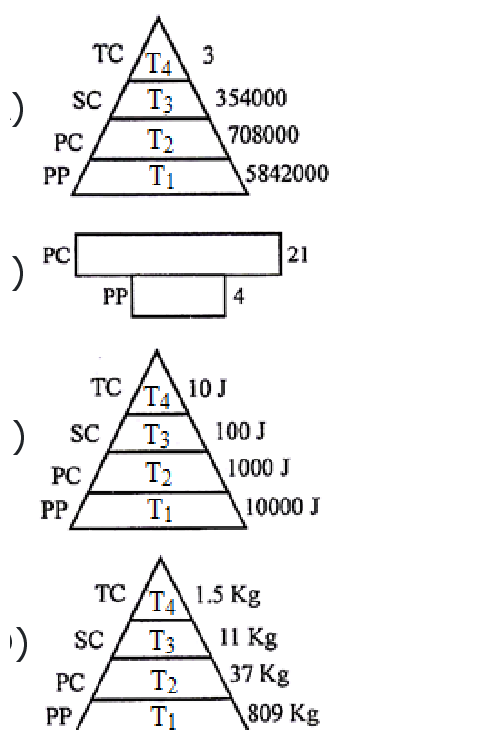 TC T4 3
) SC T3 354000
PC T2 708000
PP T1 5842000
) PC 21
PP 4
TC T4 10 J
) SC T3 100 J
PC T2 1000 J
PP T1 10000 J
TC T4 1.5 Kg
) SC T3 11 Kg
PC T2 37 Kg
PP T1 809 Kg